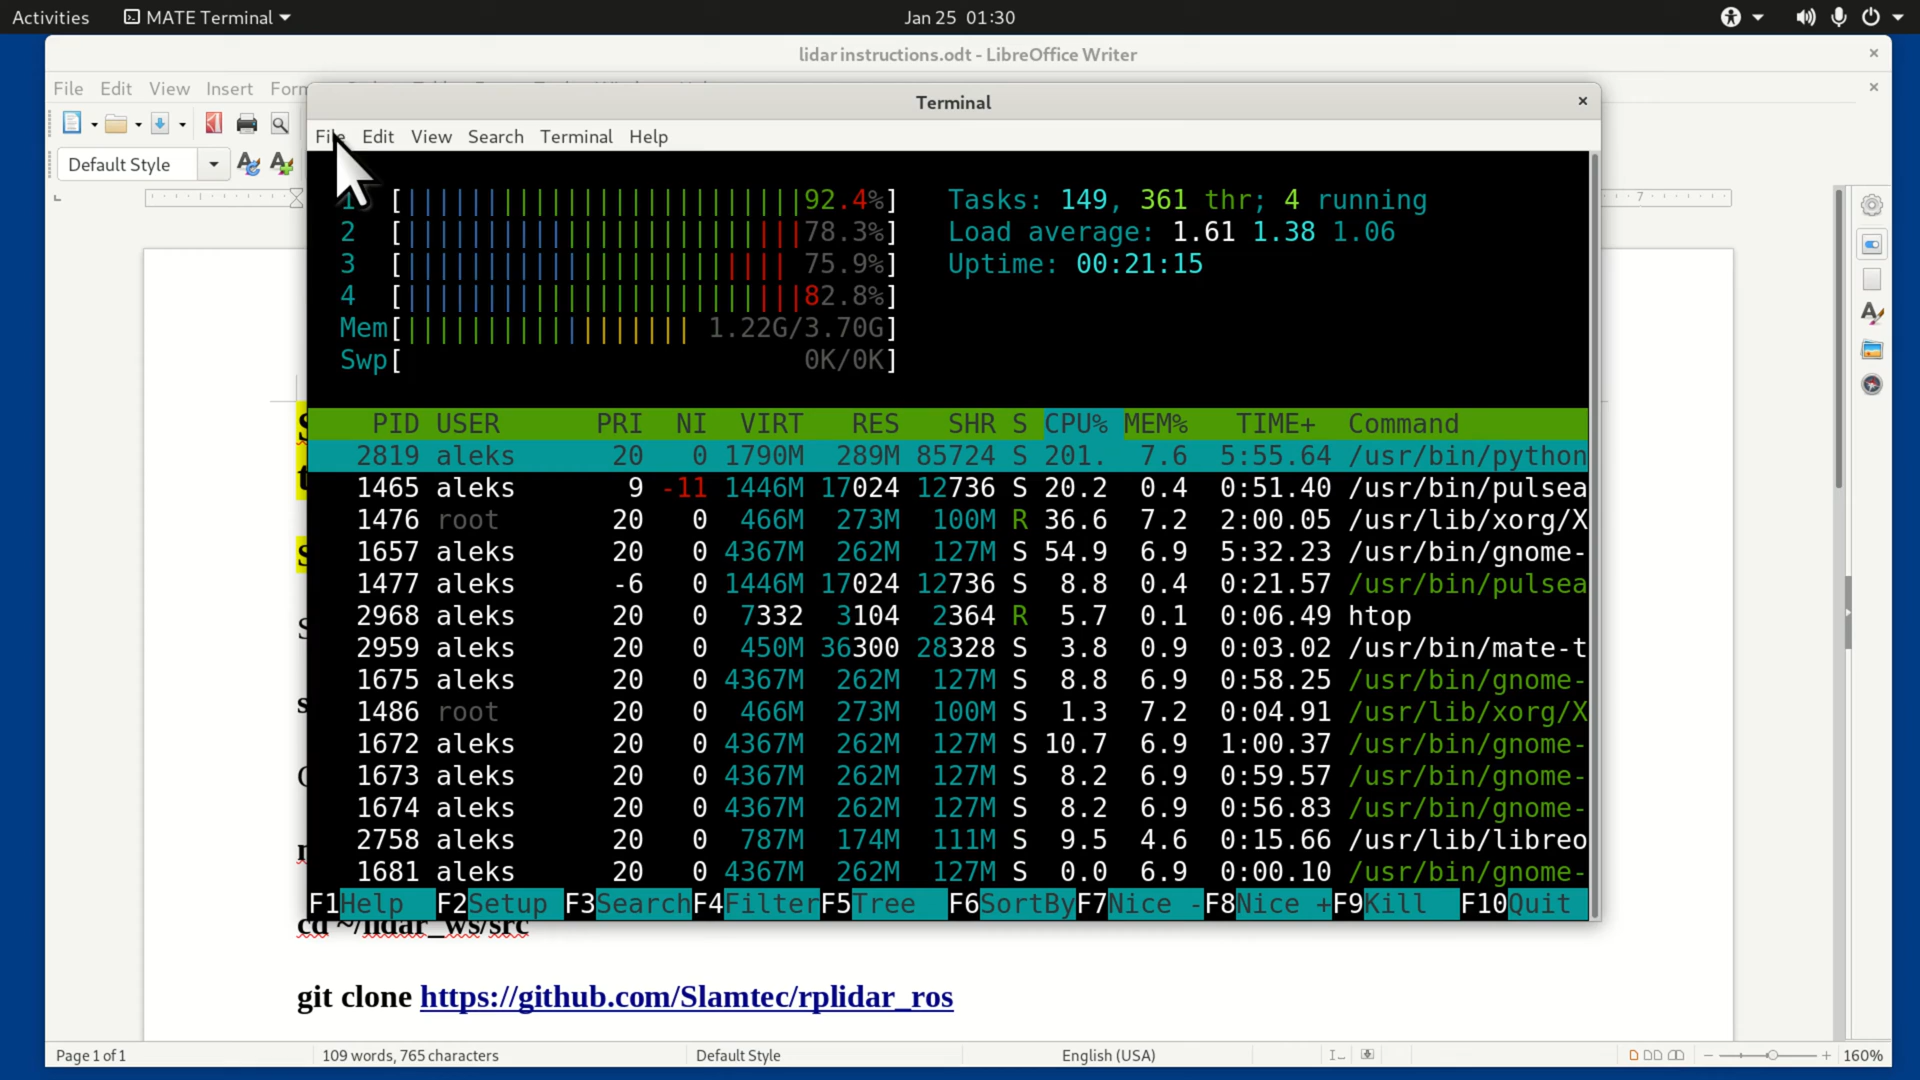 Activities MATE Terminal Jan 25 01:30
lidar instructions.odt - LibreOffice Writer
File Edit View Insert Form
Default Style
7
Terminal
File Edit View Search Terminal Help
1 [ 92.4%] Tasks: 149, 361 thr; 4 running
2 [ 78.3%] Load average: 1.61 1.38 1.06
3 [ 75.9%] Uptime: 00:21:15
4 [ 82.8%]
Mem[ 1.22G/3.70G]
Swp[ 0K/0K]
PID USER PRI NI VIRT RES SHR S CPU% MEM% TIME+ Command
2819 aleks 20 0 1790M 289M 85724 S 201. 7.6 5:55.64 /usr/bin/python
1465 aleks 9 -11 1446M 17024 12736 S 20.2 0.4 0:51.40 /usr/bin/pulsea
1476 root 20 0 466M 273M 100M R 36.6 7.2 2:00.05 /usr/lib/xorg/X
1657 aleks 20 0 4367M 262M 127M S 54.9 6.9 5:32.23 /usr/bin/gnome-
1477 aleks -6 0 1446M 17024 12736 S 8.8 0.4 0:21.57 /usr/bin/pulsea
2968 aleks 20 0 7332 3104 2364 R 5.7 0.1 0:06.49 htop
2959 aleks 20 0 450M 36300 28328 S 3.8 0.9 0:03.02 /usr/bin/mate-t
1675 aleks 20 0 4367M 262M 127M S 8.8 6.9 0:58.25 /usr/bin/gnome-
1486 root 20 0 466M 273M 100M S 1.3 7.2 0:04.91 /usr/lib/xorg/X
1672 aleks 20 0 4367M 262M 127M S 10.7 6.9 1:00.37 /usr/bin/gnome-
1673 aleks 20 0 4367M 262M 127M S 8.2 6.9 0:59.57 /usr/bin/gnome-
1674 aleks 20 0 4367M 262M 127M S 8.2 6.9 0:56.83 /usr/bin/gnome-
2758 aleks 20 0 787M 174M 111M S 9.5 4.6 0:15.66 /usr/lib/libreo
1681 aleks 20 0 4367M 262M 127M S 0.0 6.9 0:00.10 /usr/bin/gnome-
F1Help F2Setup F3SearchF4FilterF5Tree F6SortByF7Nice -F8Nice +F9Kill F10Quit
cd ~/lidar_ws/src
git clone https://github.com/Slamtec/rplidar_ros
Page 1 of 1 109 words, 765 characters Default Style English (USA) 160%